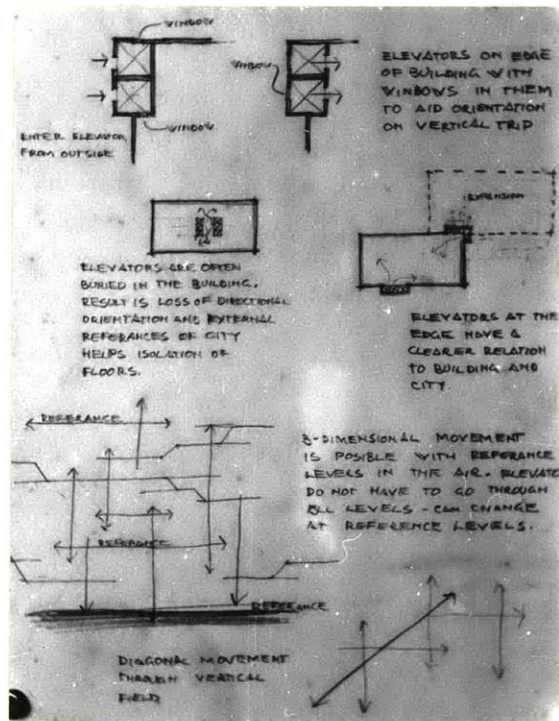 WINDOW
WINDOW
ENTER ELEVATOR
FROM OUTSIDE
WINDOW
ELEVATORS ON EDGE
OF BUILDING WITH
WINDOWS IN THEM
TO AID ORIENTATION
ON VERTICAL TRIP
ELEVATORS ARE OFTEN
BURIED IN THE BUILDING.
RESULT IS LOSS OF DIRECTIONAL
ORIENTATION AND EXTERNAL
REFERANCES OF CITY
HELPS ISOLATION OF
FLOORS.
EXPANSION
ELEVATORS AT THE
EDGE HAVE A
CLEARER RELATION
TO BUILDING AND
CITY.
REFERANCE
REFERANCE
REFERANCE
3-DIMENSIONAL MOVEMENT
IS POSIBLE WITH REFERANCE
LEVELS IN THE AIR. ELEVATO
DO NOT HAVE TO GO THROUGH
ALL LEVELS - CAN CHANGE
AT REFERENCE LEVELS.
DIAGONAL MOVEMENT
THROUGH VERTICAL
FIELD